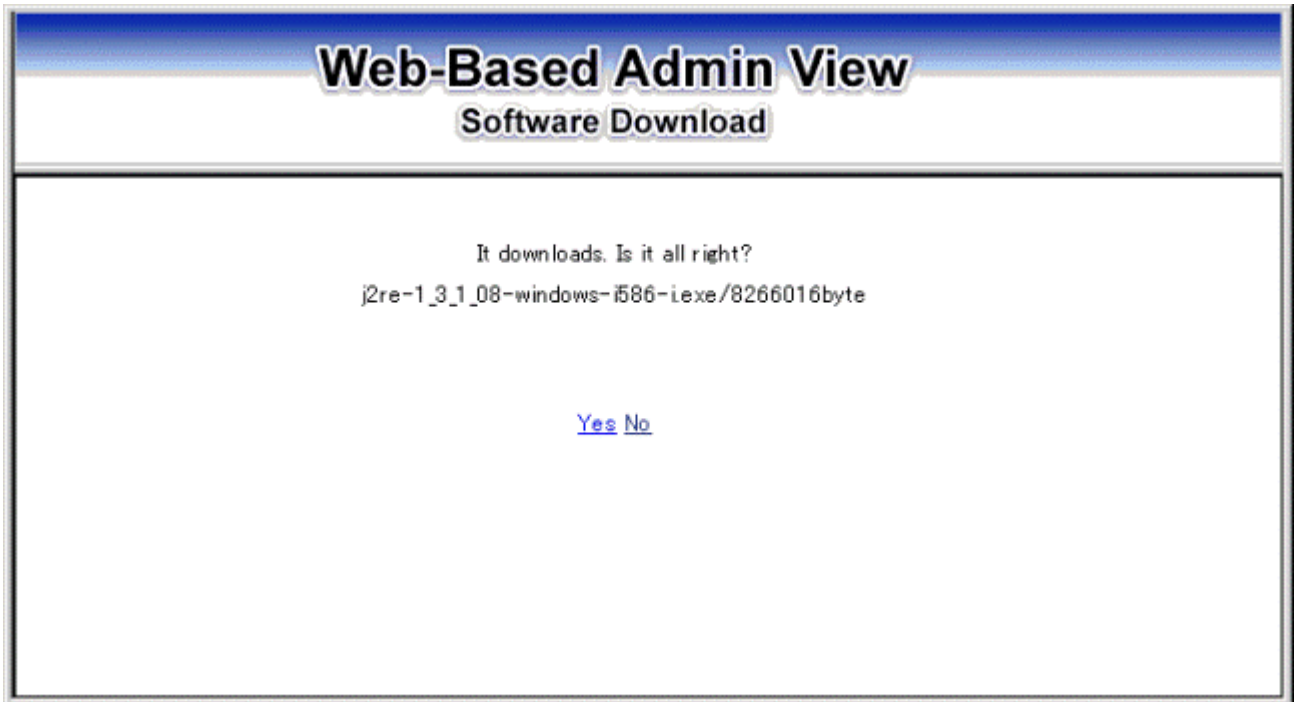 Web-Based Admin View
Software Download
It downloads. Is it all right?
j2re-1_3_1_08-windows-i586-i.exe/8266016byte
Yes No